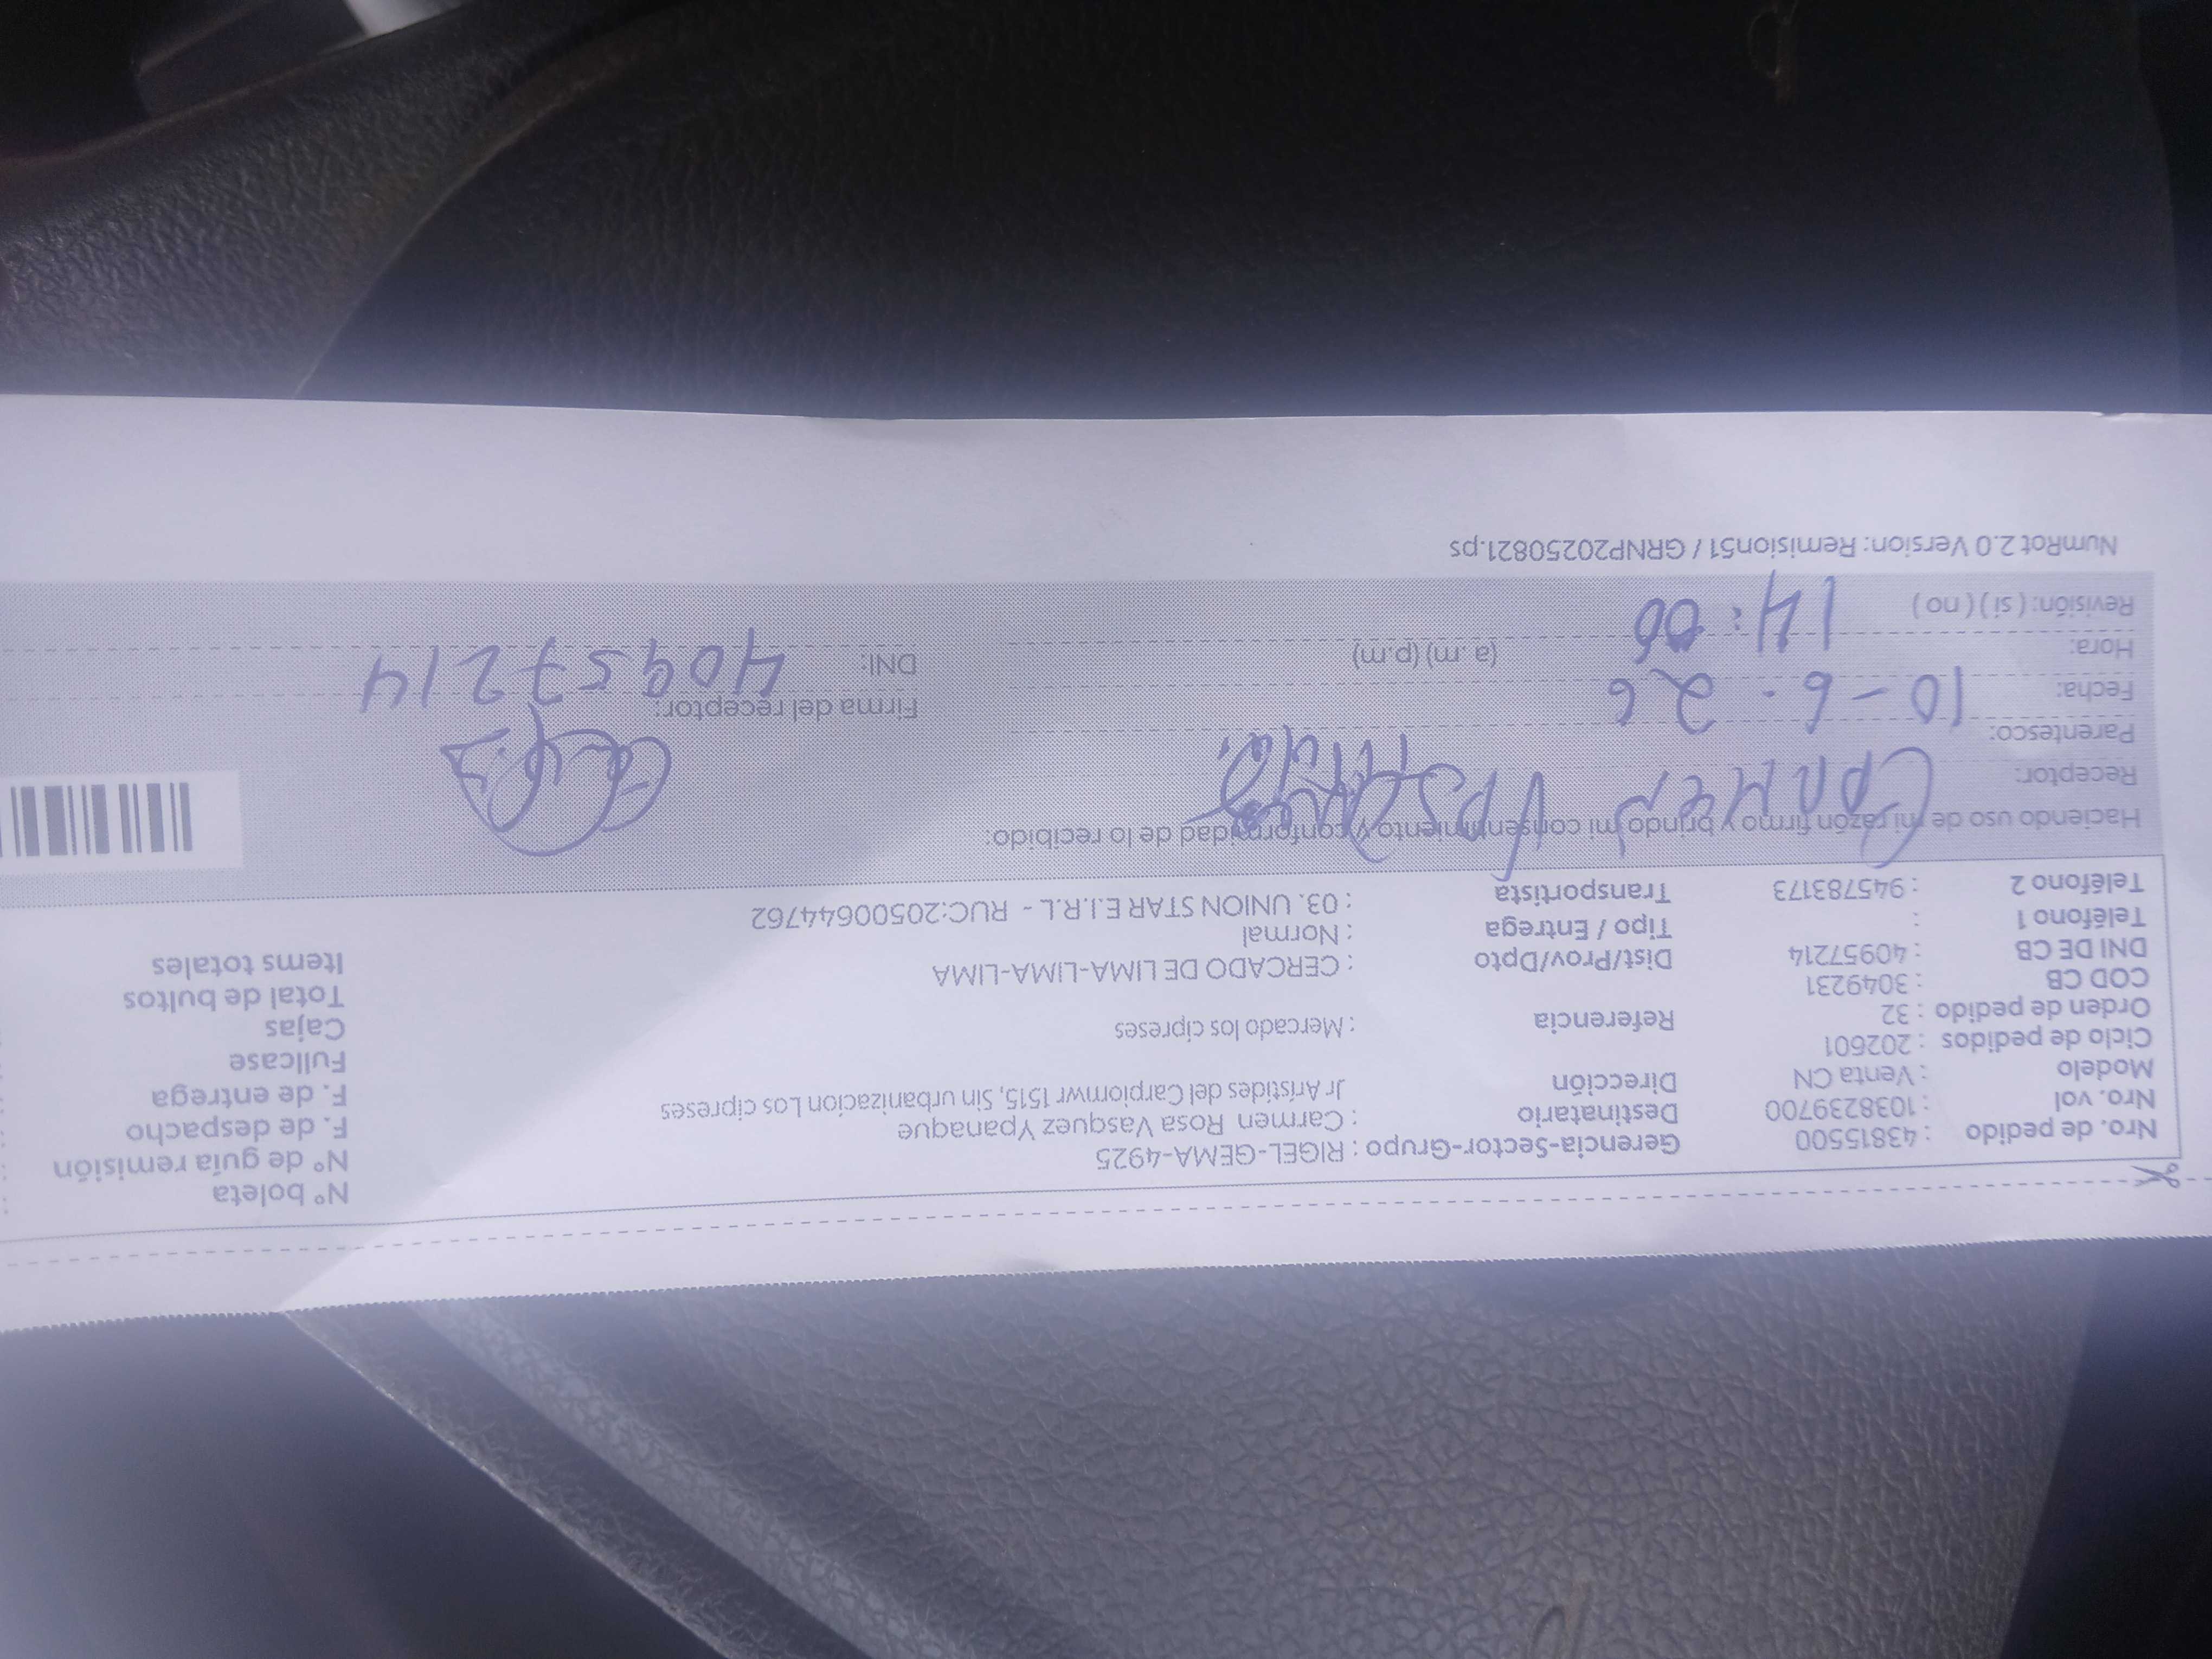 Nro. de pedido : 43815500 Gerencia-Sector-Grupo : RIGEL-GEMA-4925 N° boleta :
Nro. vol : 1038239700 Destinatario : Carmen Rosa Vasquez Ypanaque N° de guía remisión :
Modelo : Venta CN Dirección Jr Arístides del Carpiomwr 1515, Sin urbanizacion Los cipreses F. de despacho :
Ciclo de pedidos : 202601 F. de entrega :
Orden de pedido : 32 Referencia : Mercado los cipreses Fullcase
COD CB : 3049231 Cajas
DNI DE CB : 40957214 Dist/Prov/Dpto : CERCADO DE LIMA-LIMA-LIMA Total de bultos
Teléfono 1 : Tipo / Entrega : Normal Items totales
Teléfono 2 : 945783173 Transportista : 03. UNION STAR E.I.R.L - RUC:20500644762
Haciendo uso de mi razón firmo y brindo mi consentimiento y conformidad de lo recibido:
Receptor: Carmen
Parentesco:
Fecha: 10-6-26 Firma del receptor:
Hora: 14:00 (a.m) (p.m) DNI: 40957214
Revisión: ( si ) ( no )
NumRot 2.0 Version: Remision51 / GRNP20250821.ps